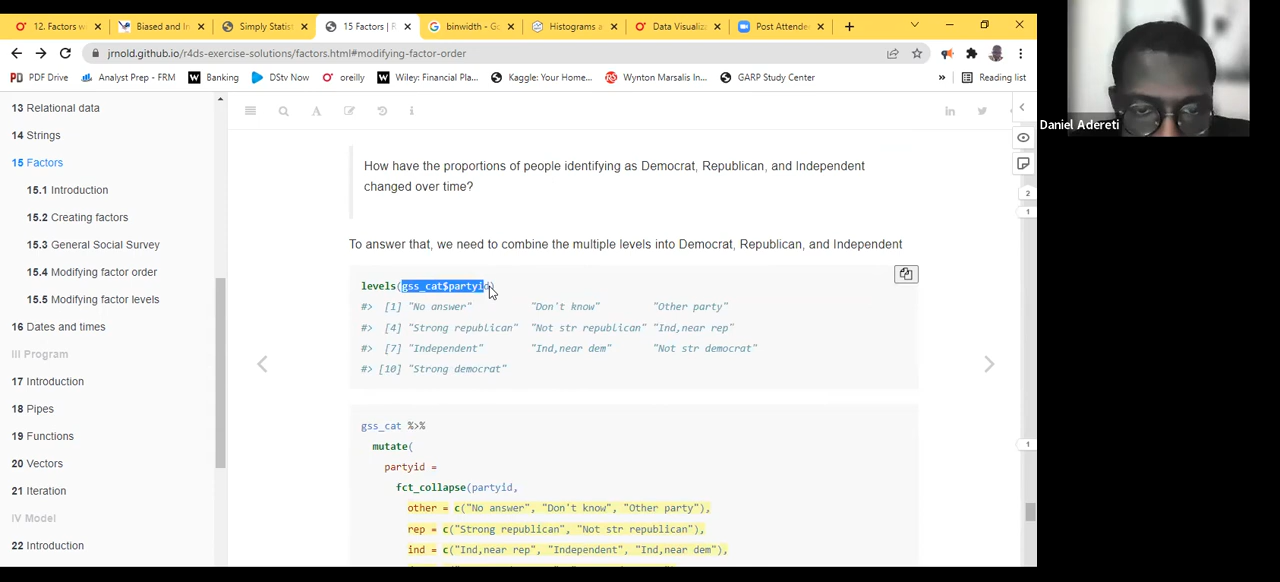 12. Factors w
Biased and In
Simply Statist
15 Factors | R
binwidth - Go
Histograms a
Data Visualiz
Post Attende
jrnold.github.io/r4ds-exercise-solutions/factors.html#modifying-factor-order
PDF Drive
Analyst Prep - FRM
Banking
DStv Now
oreilly
Wiley: Financial Pla...
Kaggle: Your Home...
Wynton Marsalis In...
GARP Study Center
»
Reading list
13 Relational data
14 Strings
15 Factors
15.1 Introduction
15.2 Creating factors
15.3 General Social Survey
15.4 Modifying factor order
15.5 Modifying factor levels
16 Dates and times
III Program
17 Introduction
18 Pipes
19 Functions
20 Vectors
21 Iteration
IV Model
22 Introduction
How have the proportions of people identifying as Democrat, Republican, and Independent
changed over time?
To answer that, we need to combine the multiple levels into Democrat, Republican, and Independent
levels(gss_cat$partyid)
#> [1] "No answer" "Don't know" "Other party"
#> [4] "Strong republican" "Not str republican" "Ind,near rep"
#> [7] "Independent" "Ind,near dem" "Not str democrat"
#> [10] "Strong democrat"
gss_cat %>%
mutate(
partyid =
fct_collapse(partyid,
other = c("No answer", "Don't know", "Other party"),
rep = c("Strong republican", "Not str republican"),
ind = c("Ind,near rep", "Independent", "Ind,near dem"),
2
1
1
Daniel Adereti